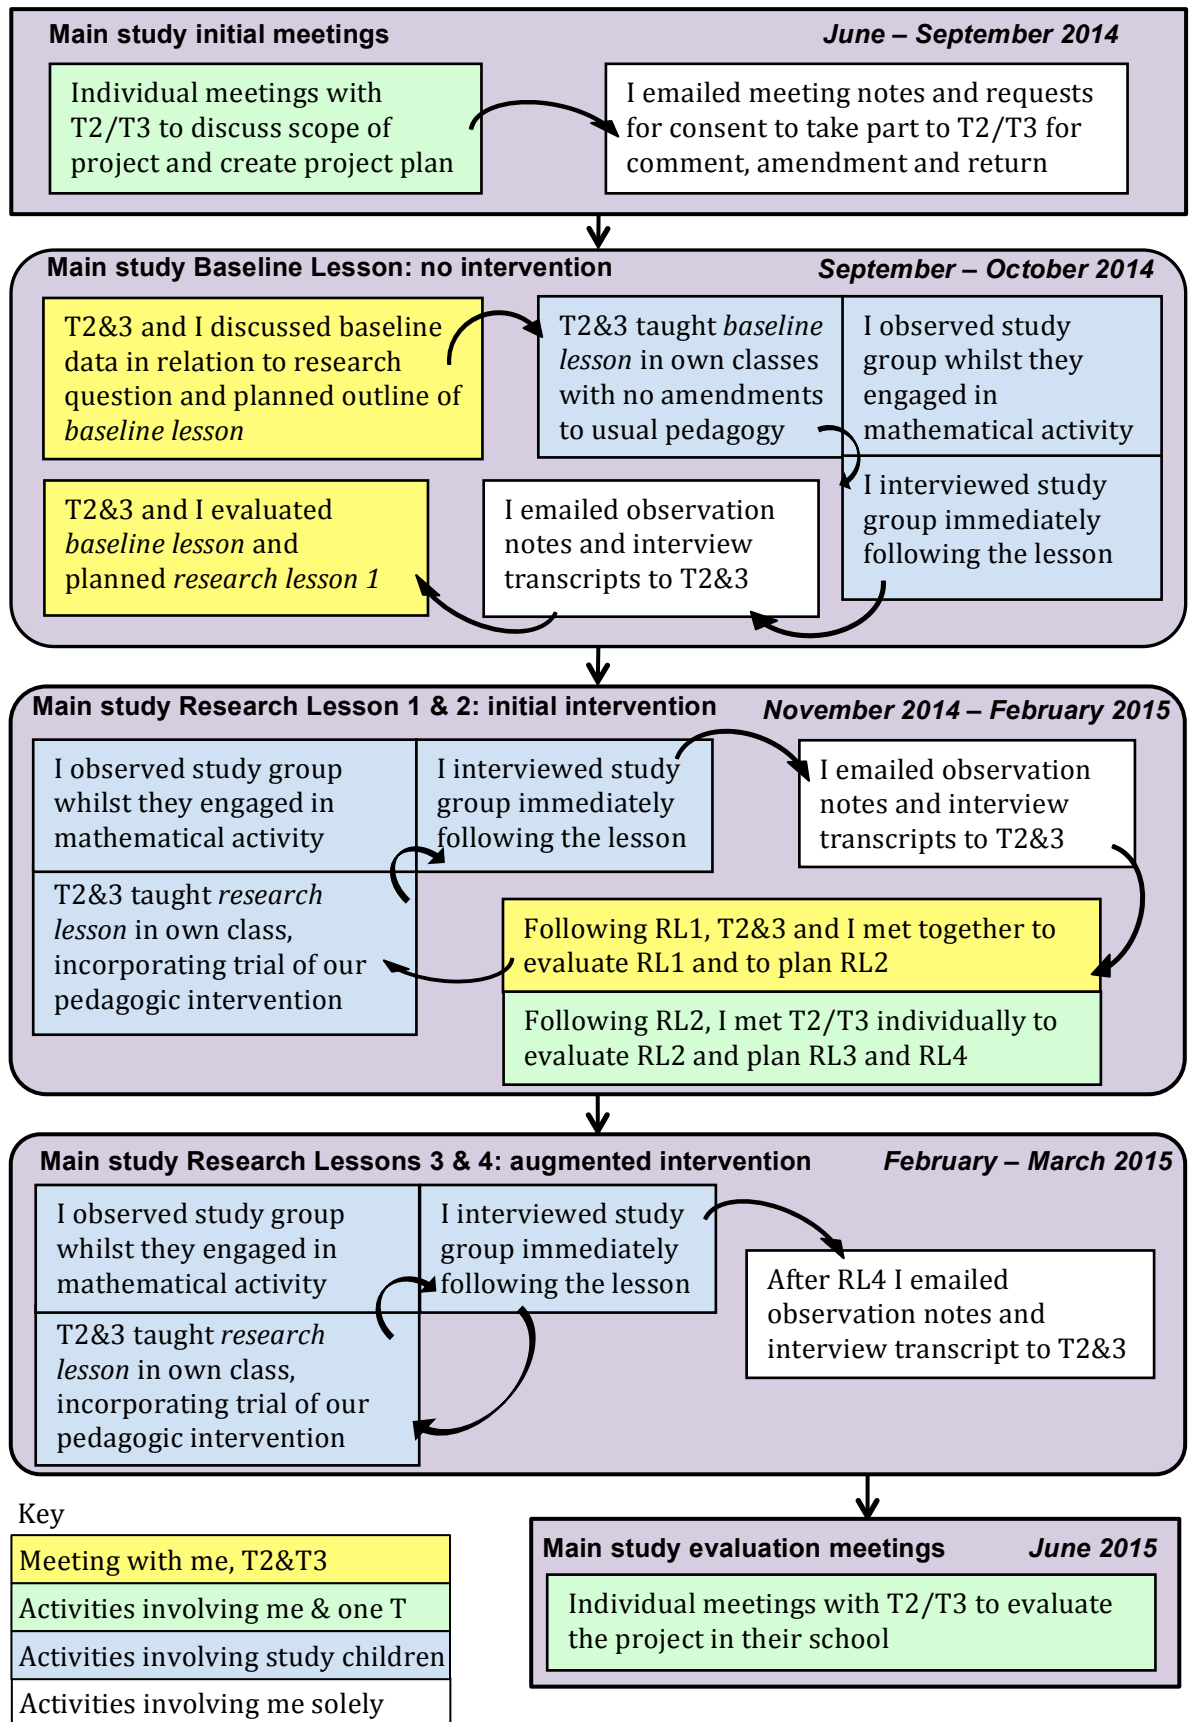 Main study initial meetings
June – September 2014
Individual meetings with
T2/T3 to discuss scope of
project and create project plan
I emailed meeting notes and requests
for consent to take part to T2/T3 for
comment, amendment and return
Main study Baseline Lesson: no intervention
September – October 2014
T2&3 and I discussed baseline
data in relation to research
question and planned outline of
baseline lesson
T2&3 taught baseline
lesson in own classes
with no amendments
to usual pedagogy
I observed study
group whilst they
engaged in
mathematical activity
I interviewed study
group immediately
following the lesson
I emailed observation
notes and interview
transcripts to T2&3
T2&3 and I evaluated
baseline lesson and
planned research lesson 1
Main study Research Lesson 1 & 2: initial intervention
November 2014 – February 2015
I observed study group
whilst they engaged in
mathematical activity
I interviewed study
group immediately
following the lesson
I emailed observation
notes and interview
transcripts to T2&3
T2&3 taught research
lesson in own class,
incorporating trial of our
pedagogic intervention
Following RL1, T2&3 and I met together to
evaluate RL1 and to plan RL2
Following RL2, I met T2/T3 individually to
evaluate RL2 and plan RL3 and RL4
Main study Research Lessons 3 & 4: augmented intervention
February – March 2015
I observed study group
whilst they engaged in
mathematical activity
I interviewed study
group immediately
following the lesson
After RL4 I emailed
observation notes and
interview transcript to T2&3
T2&3 taught research
lesson in own class,
incorporating trial of our
pedagogic intervention
Key
Meeting with me, T2&T3
Activities involving me & one T
Activities involving study children
Activities involving me solely
Main study evaluation meetings
June 2015
Individual meetings with T2/T3 to evaluate
the project in their school